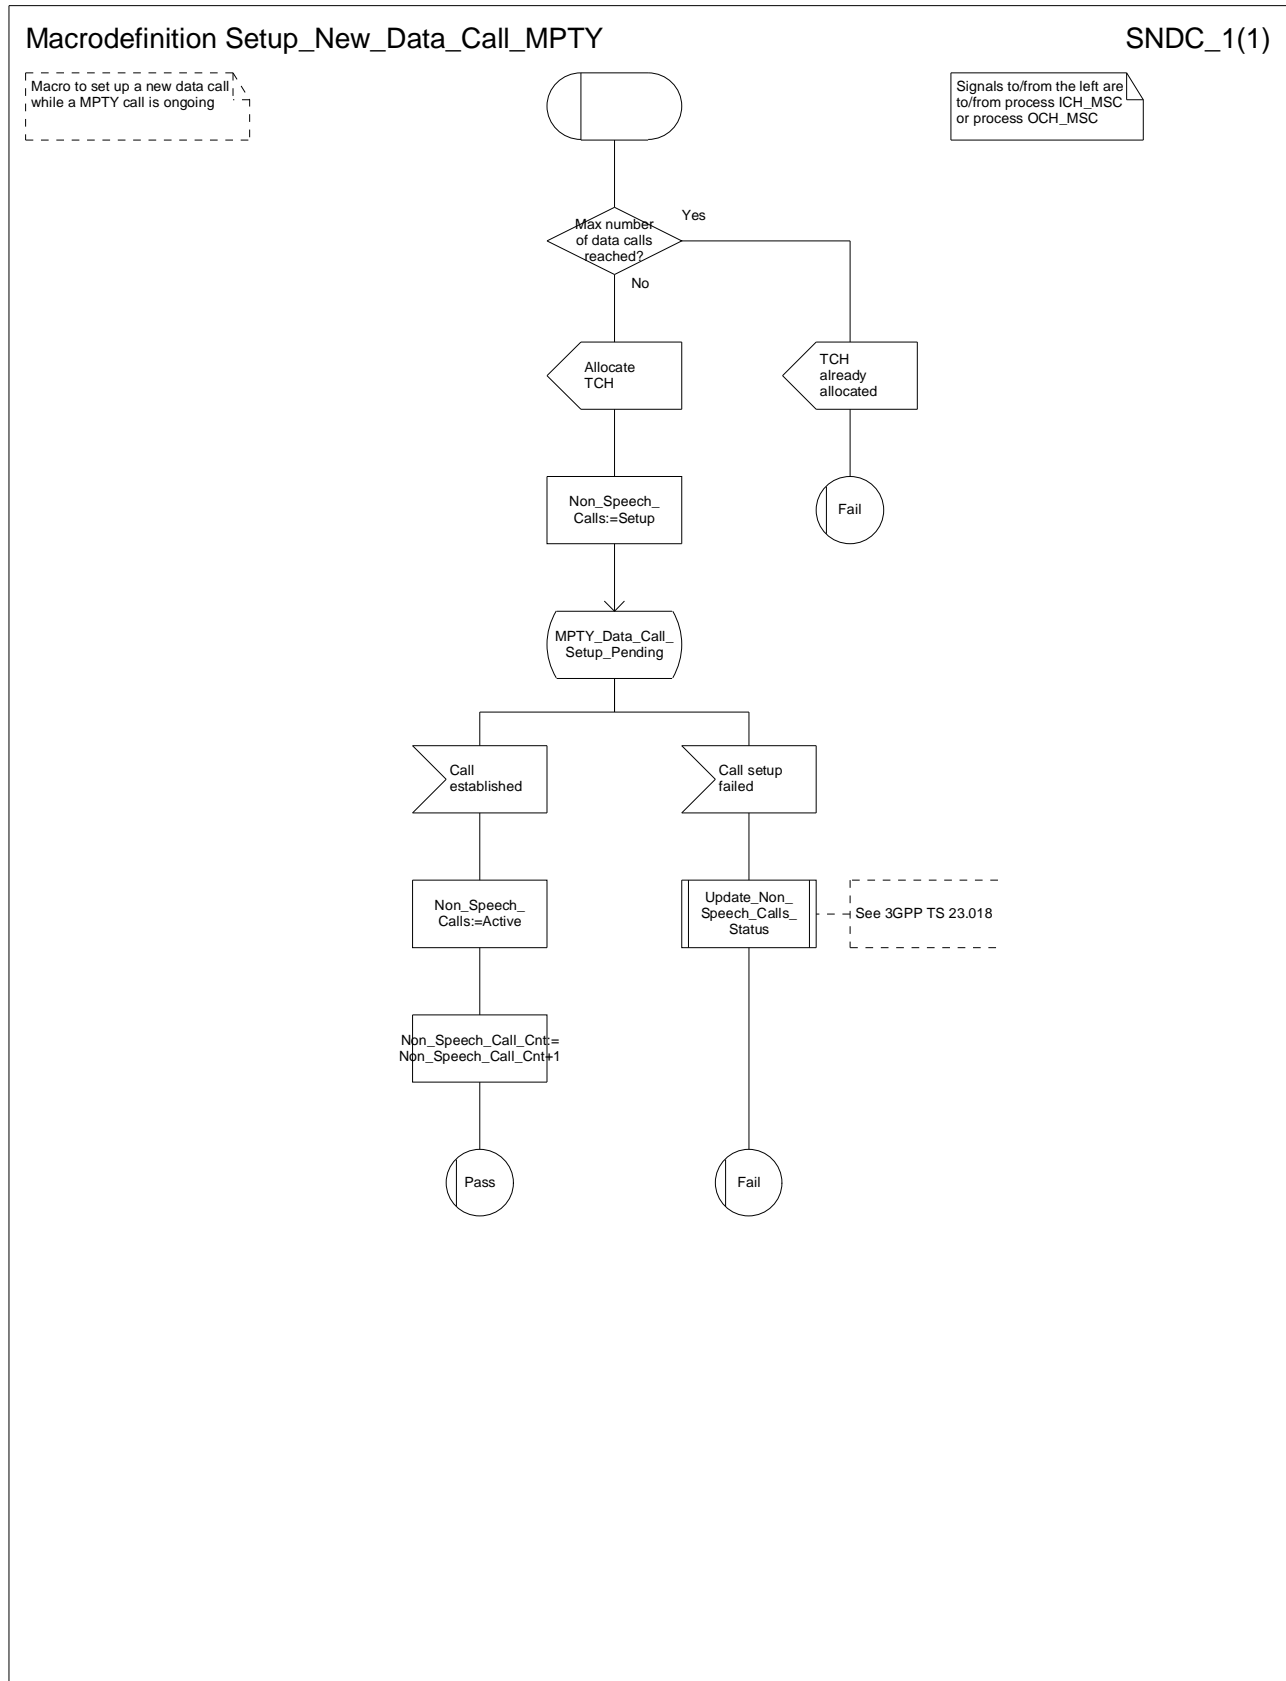 Macrodefinition Setup_New_Data_Call_MPTY
SNDC_1(1)
Macro to set up a new data call
while a MPTY call is ongoing
Signals to/from the left are
to/from process ICH_MSC
or process OCH_MSC
Max number
of data calls
reached?
Yes
No
Allocate
TCH
TCH
already
allocated
Non_Speech_
Calls:=Setup
Fail
MPTY_Data_Call_
Setup_Pending
Call
established
Call setup
failed
Non_Speech_
Calls:=Active
Update_Non_
Speech_Calls_
Status
See 3GPP TS 23.018
Non_Speech_Call_Cnt:=
Non_Speech_Call_Cnt+1
Pass
Fail